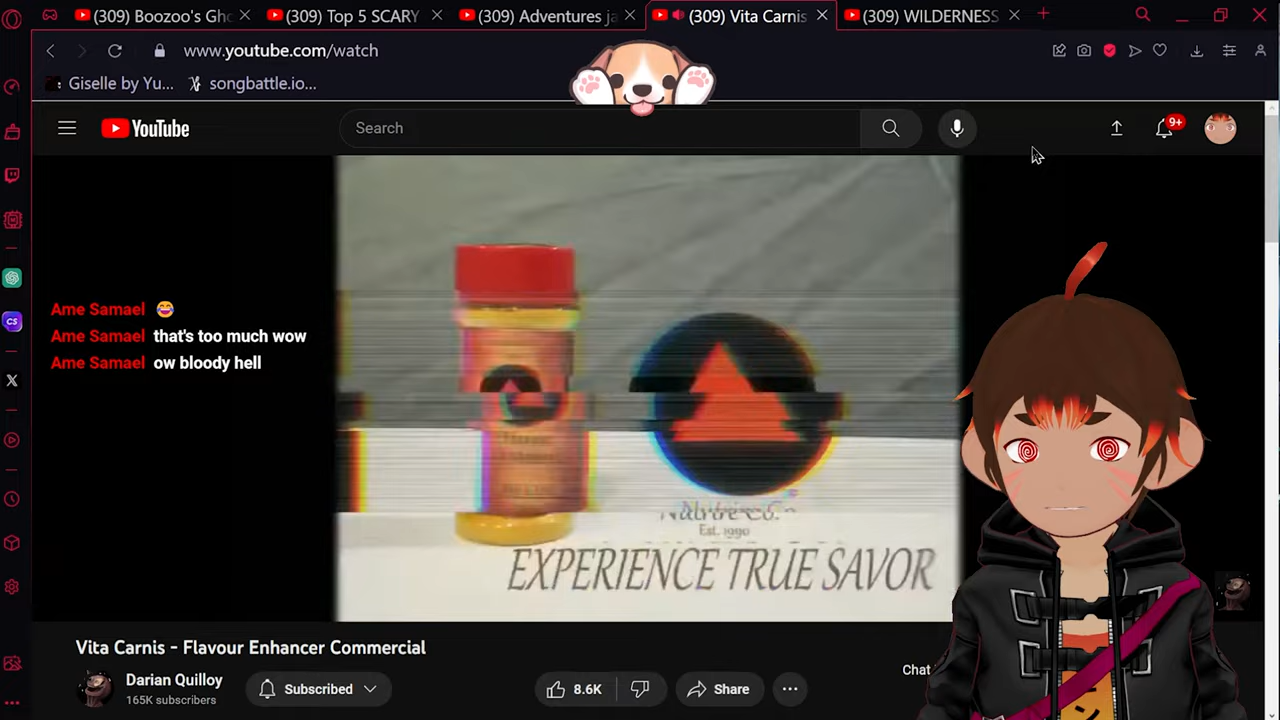 (309) Boozoo's Gho
(309) Top 5 SCARY
(309) Adventures ja
(309) Vita Carnis
(309) WILDERNESS
www.youtube.com/watch
Giselle by Yu...
songbattle.io...
YouTube
Search
9+
Ame Samael 😂
Ame Samael that's too much wow
Ame Samael ow bloody hell
CS
Est. 1990
EXPERIENCE TRUE SAVOR
Vita Carnis - Flavour Enhancer Commercial
Darian Quilloy
165K subscribers
Subscribed
8.6K
Share
Chat